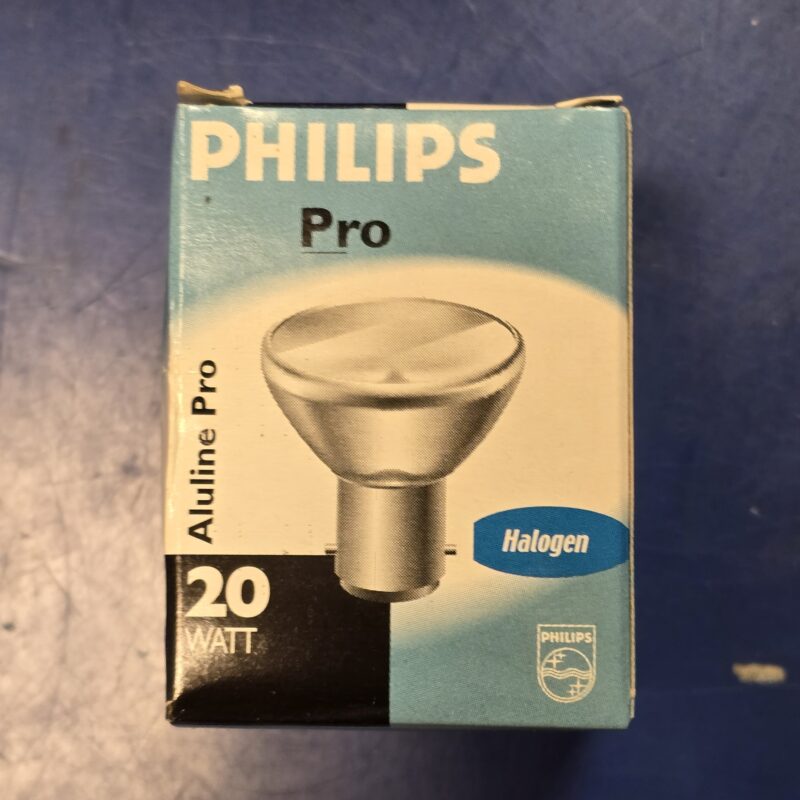 PHILIPS
Pro
Aluline Pro
Halogen
20
WATT
PHILIPS